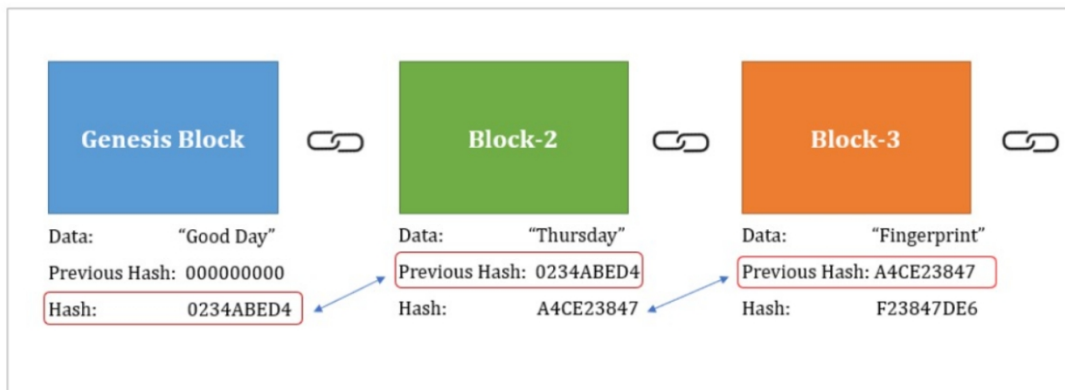 Genesis Block
Block-2
Block-3
Data: “Good Day”
Previous Hash: 000000000
Hash: 0234ABED4
Data: “Thursday”
Previous Hash: 0234ABED4
Hash: A4CE23847
Data: “Fingerprint”
Previous Hash: A4CE23847
Hash: F23847DE6